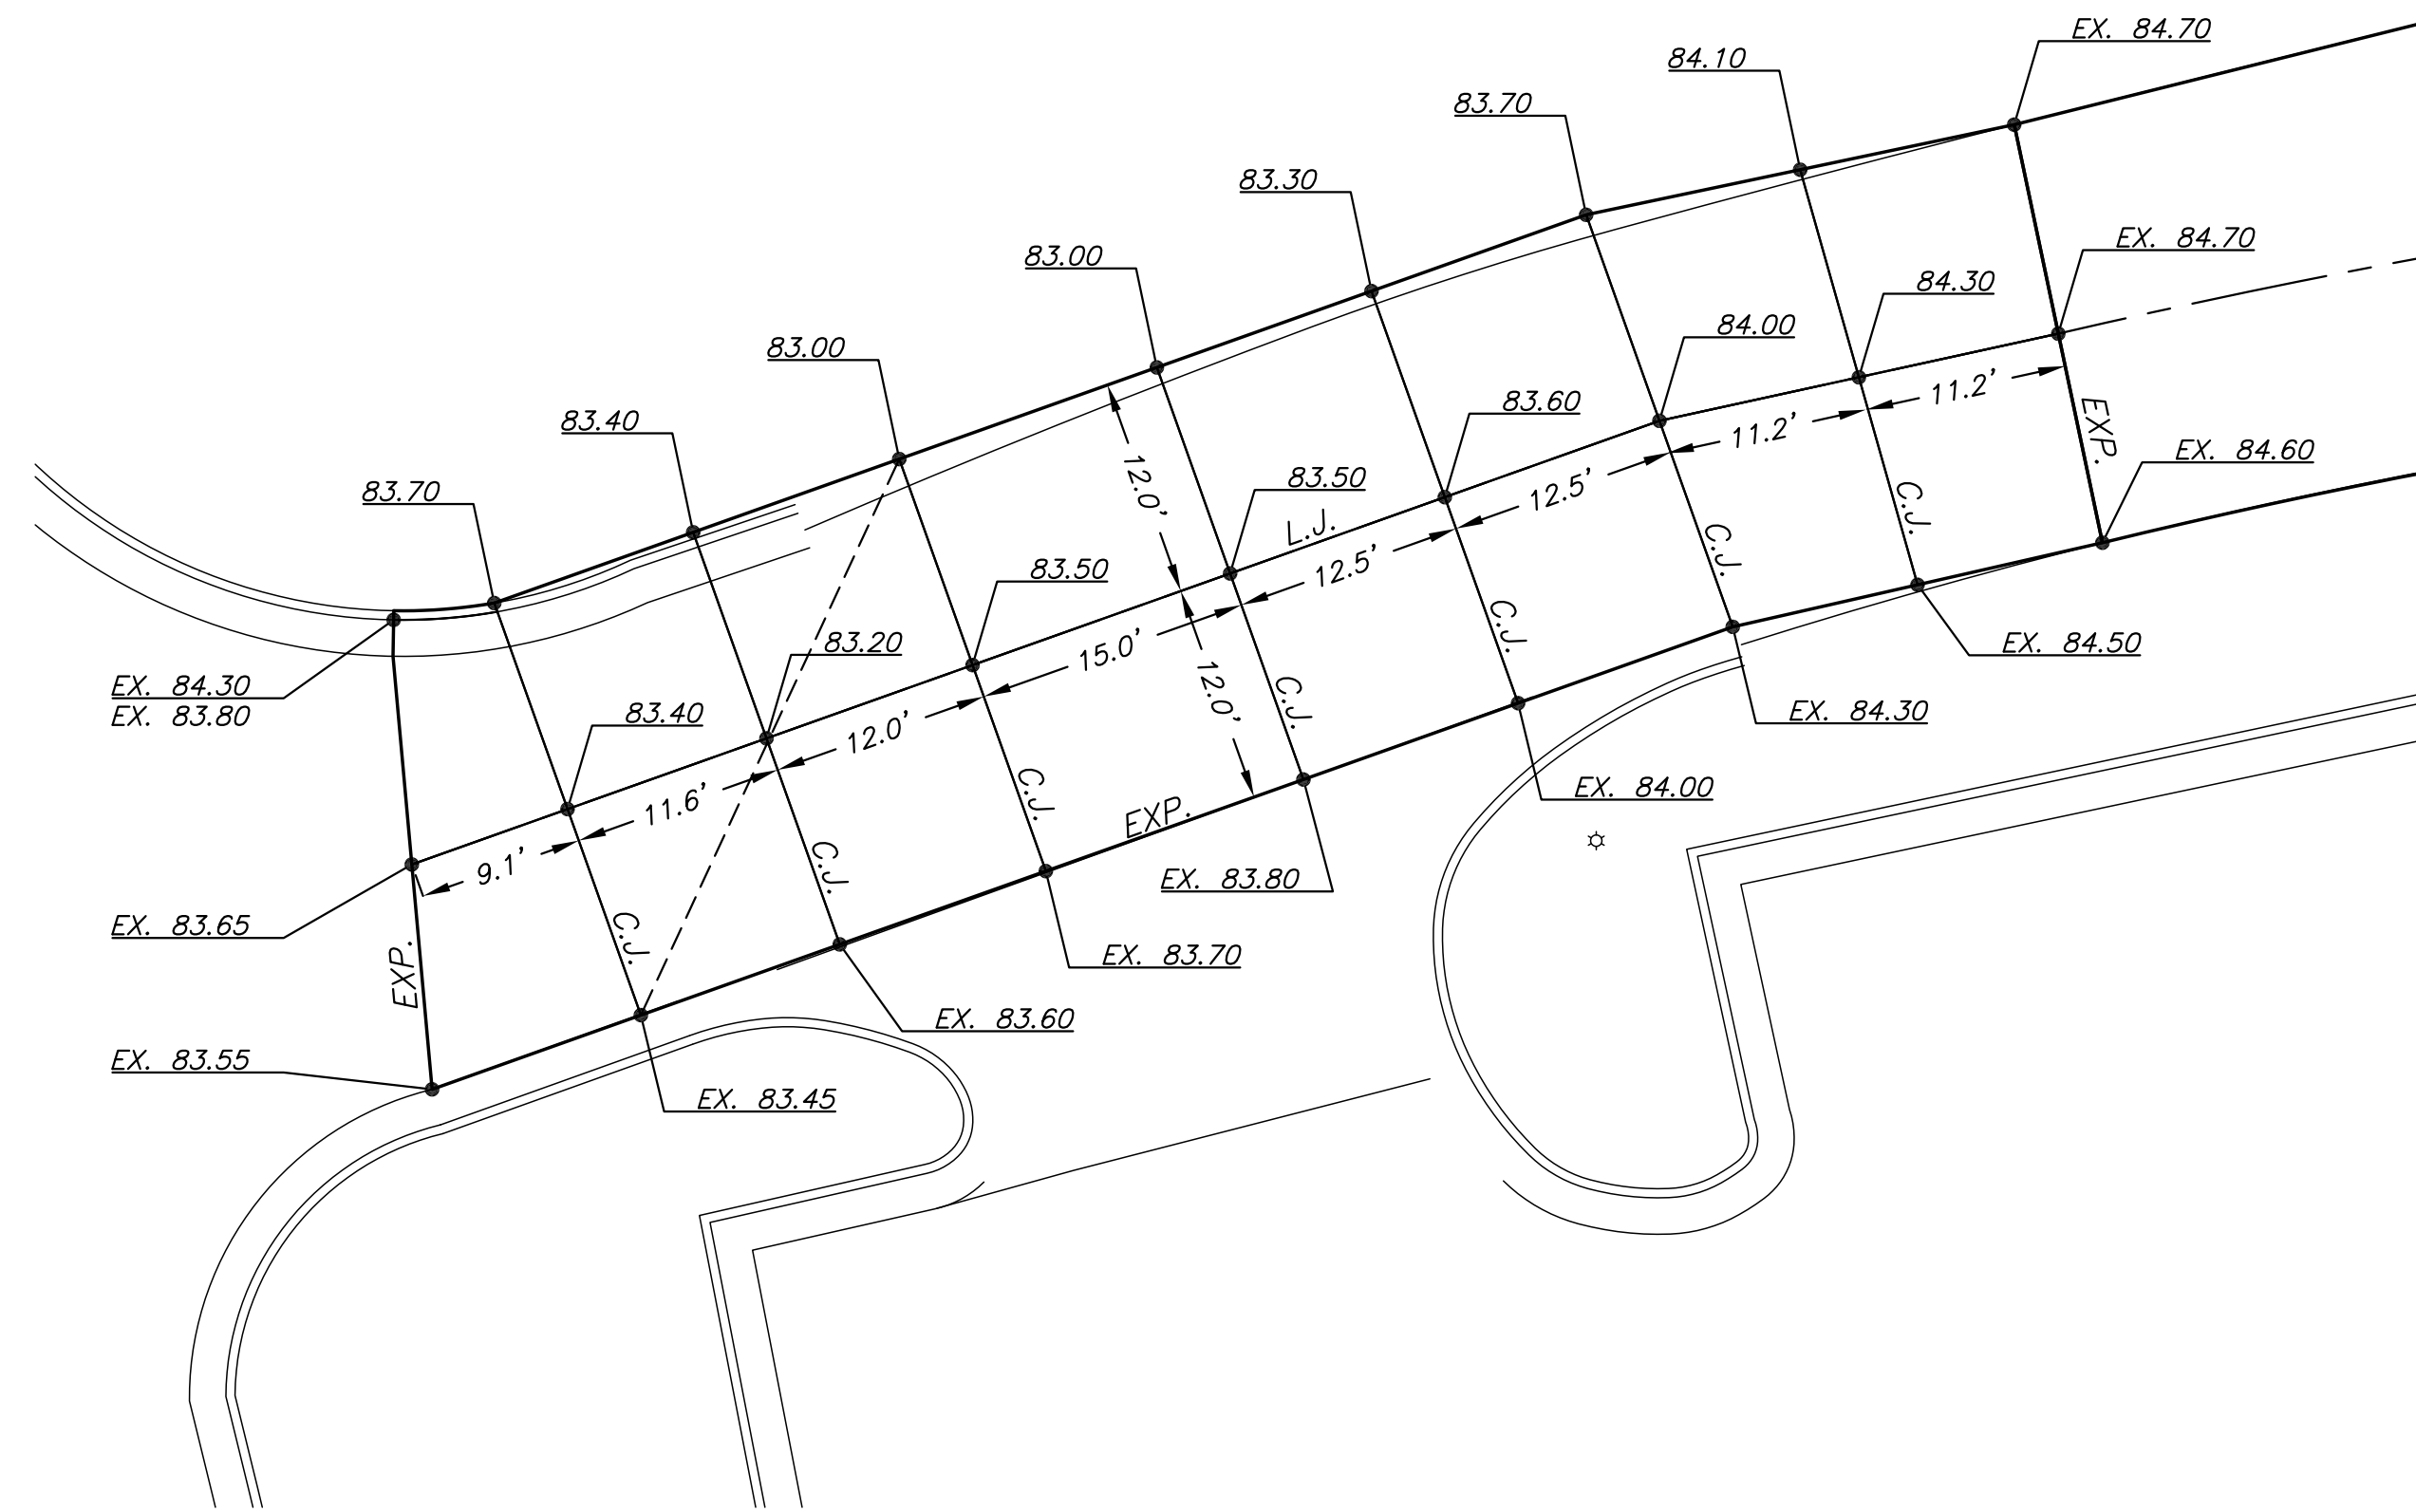 EX. 84.70
84.10
83.70
83.30
EX. 84.70
83.00
84.30
84.00
83.00
11.2'
83.60
EXP.
83.40
11.2'
EX. 84.60
83.70
12.0'
83.50
12.5'
C.J.
L.J.
C.J.
12.5'
83.50
83.20
15.0'
C.J.
EX. 84.50
EX. 84.30
EX. 83.80
12.0'
C.J.
83.40
12.0'
EX. 84.30
C.J.
EX. 84.00
11.6'
EXP.
9.1'
C.J.
EX. 83.80
EX. 83.65
C.J.
EX. 83.70
EXP.
EX. 83.60
EX. 83.55
EX. 83.45